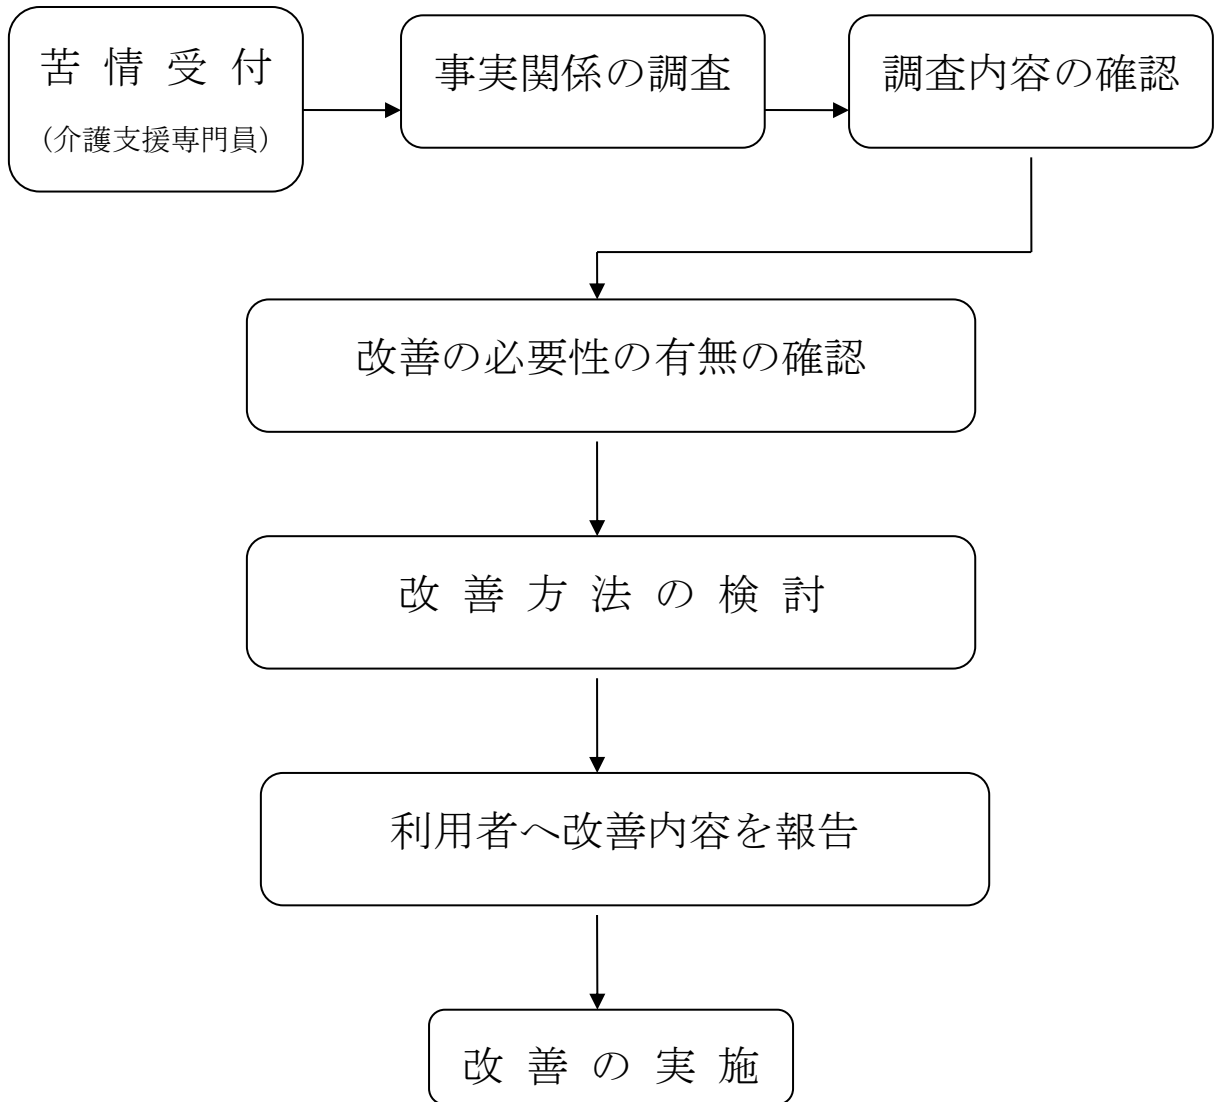 苦情受付
(介護支援専門員)
事実関係の調査
調査内容の確認
改善の必要性の有無の確認
改善方法の検討
利用者へ改善内容を報告
改善の実施